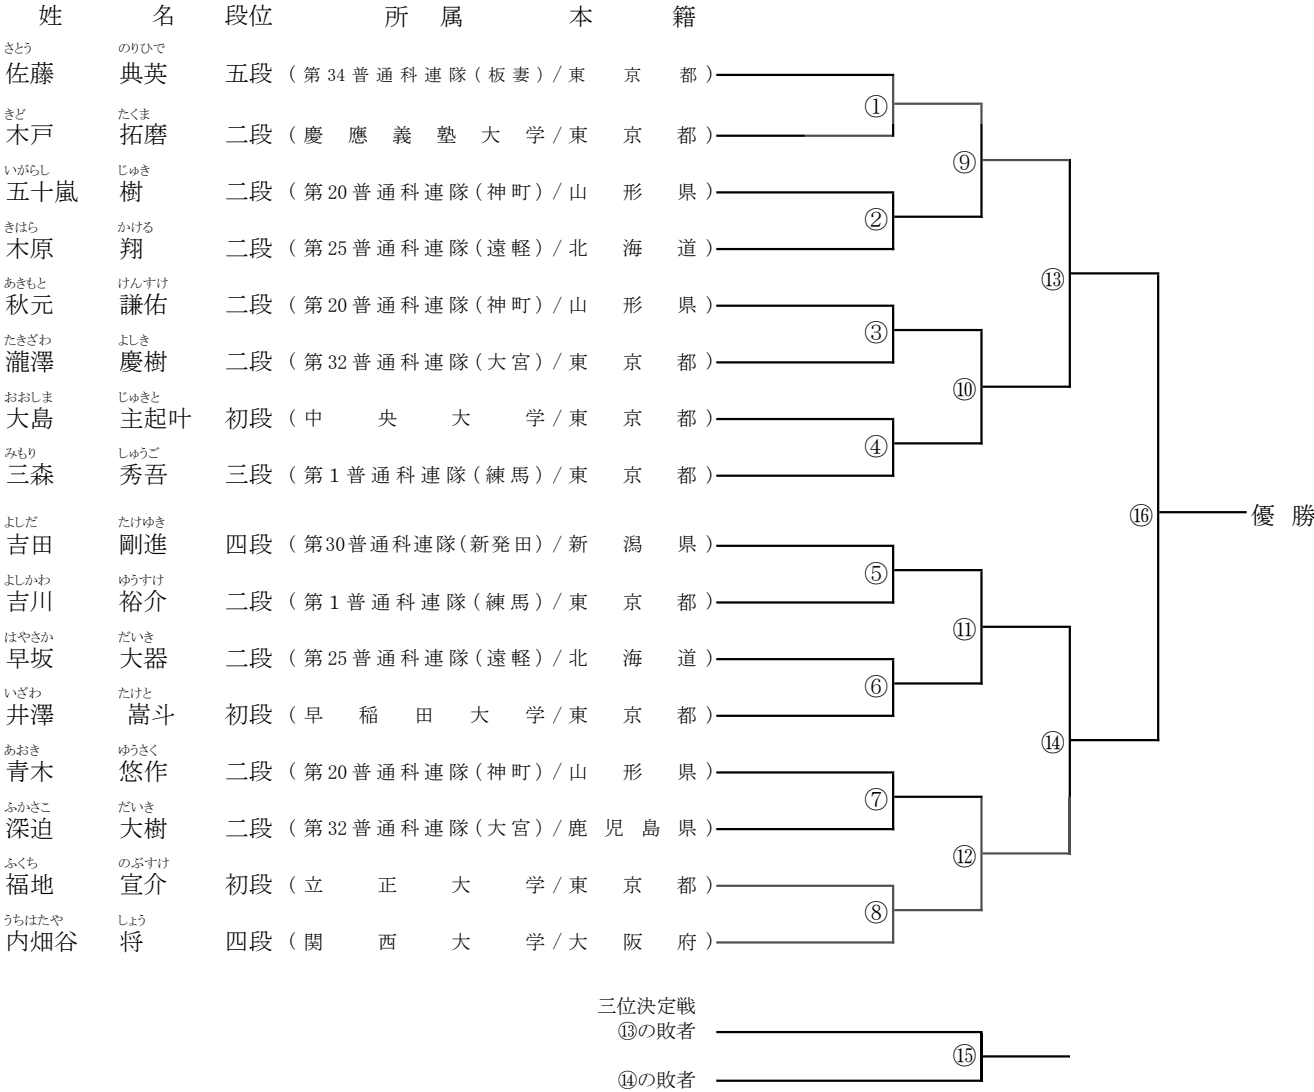 姓 名 段位 所属 本籍
さとう のりひで
佐藤 典英 五段 (第34普通科連隊(板妻)/東京都)
①
きど たくま
木戸 拓磨 二段 (慶應義塾大学/東京都)
⑨
いがらし じゅき
五十嵐 樹 二段 (第20普通科連隊(神町)/山形県)
②
きはら かける
木原 翔 二段 (第25普通科連隊(遠軽)/北海道)
⑬
あきもと けんすけ
秋元 謙佑 二段 (第20普通科連隊(神町)/山形県)
③
たきざわ よしき
瀧澤 慶樹 二段 (第32普通科連隊(大宮)/東京都)
⑩
おおしま じゅきと
大島 主起叶 初段 (中央大学/東京都)
④
みもり しゅうご
三森 秀吾 三段 (第1普通科連隊(練馬)/東京都)
⑯ 優勝
よしだ たけゆき
吉田 剛進 四段 (第30普通科連隊(新発田)/新潟県)
⑤
よしかわ ゆうすけ
吉川 裕介 二段 (第1普通科連隊(練馬)/東京都)
⑪
はやさか だいき
早坂 大器 二段 (第25普通科連隊(遠軽)/北海道)
⑥
いざわ たけと
井澤 嵩斗 初段 (早稲田大学/東京都)
⑭
あおき ゆうさく
青木 悠作 二段 (第20普通科連隊(神町)/山形県)
⑦
ふかさこ だいき
深迫 大樹 二段 (第32普通科連隊(大宮)/鹿児島県)
⑫
ふくち のぶすけ
福地 宣介 初段 (立正大学/東京都)
⑧
うちはたや しょう
内畑谷 将 四段 (関西大学/大阪府)
三位決定戦
⑬の敗者
⑮
⑭の敗者